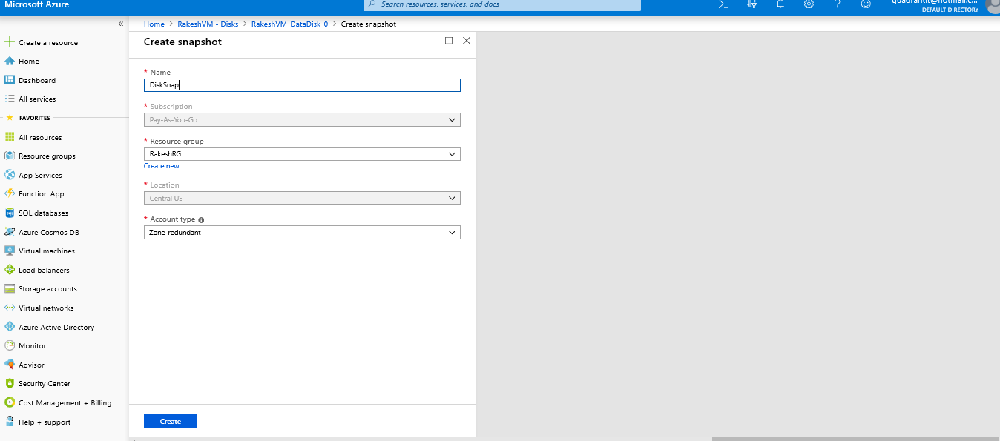 Microsoft Azure
Search resources, services, and docs
DEFAULT DIRECTORY
Home > RakeshVM - Disks > RakeshVM_DataDisk_0 > Create snapshot
Create a resource
Home
Dashboard
All services
FAVORITES
All resources
Resource groups
App Services
Function App
SQL databases
Azure Cosmos DB
Virtual machines
Load balancers
Storage accounts
Virtual networks
Azure Active Directory
Monitor
Advisor
Security Center
Cost Management + Billing
Help + support
Create snapshot
* Name
DiskSnap
* Subscription
Pay-As-You-Go
* Resource group
RakeshRG
Create new
* Location
Central US
* Account type
Zone-redundant
Create